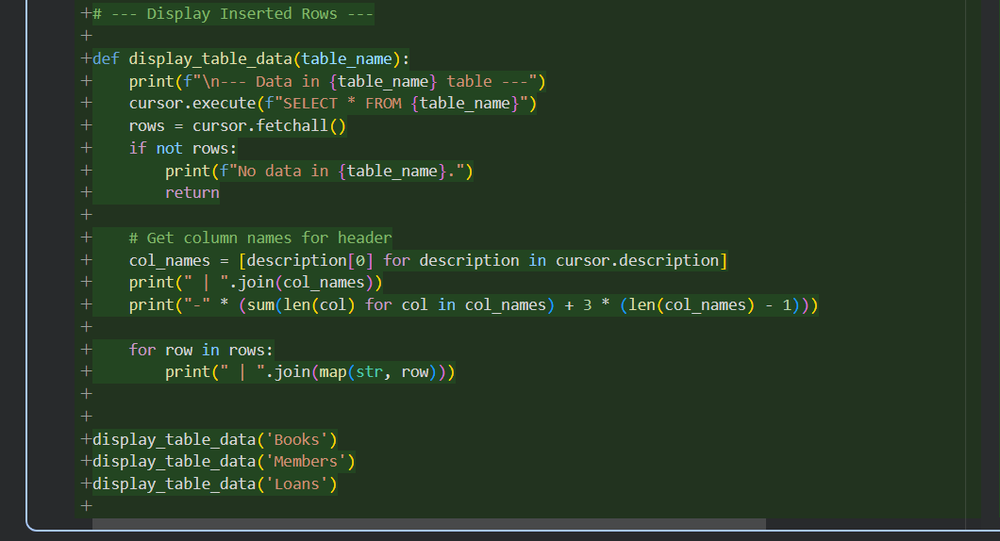 +# --- Display Inserted Rows ---
+
+def display_table_data(table_name):
+    print(f"\n--- Data in {table_name} table ---")
+    cursor.execute(f"SELECT * FROM {table_name}")
+    rows = cursor.fetchall()
+    if not rows:
+        print(f"No data in {table_name}.")
+        return
+
+    # Get column names for header
+    col_names = [description[0] for description in cursor.description]
+    print(" | ".join(col_names))
+    print("-" * (sum(len(col) for col in col_names) + 3 * (len(col_names) - 1)))
+
+    for row in rows:
+        print(" | ".join(map(str, row)))
+
+
+display_table_data('Books')
+display_table_data('Members')
+display_table_data('Loans')
+